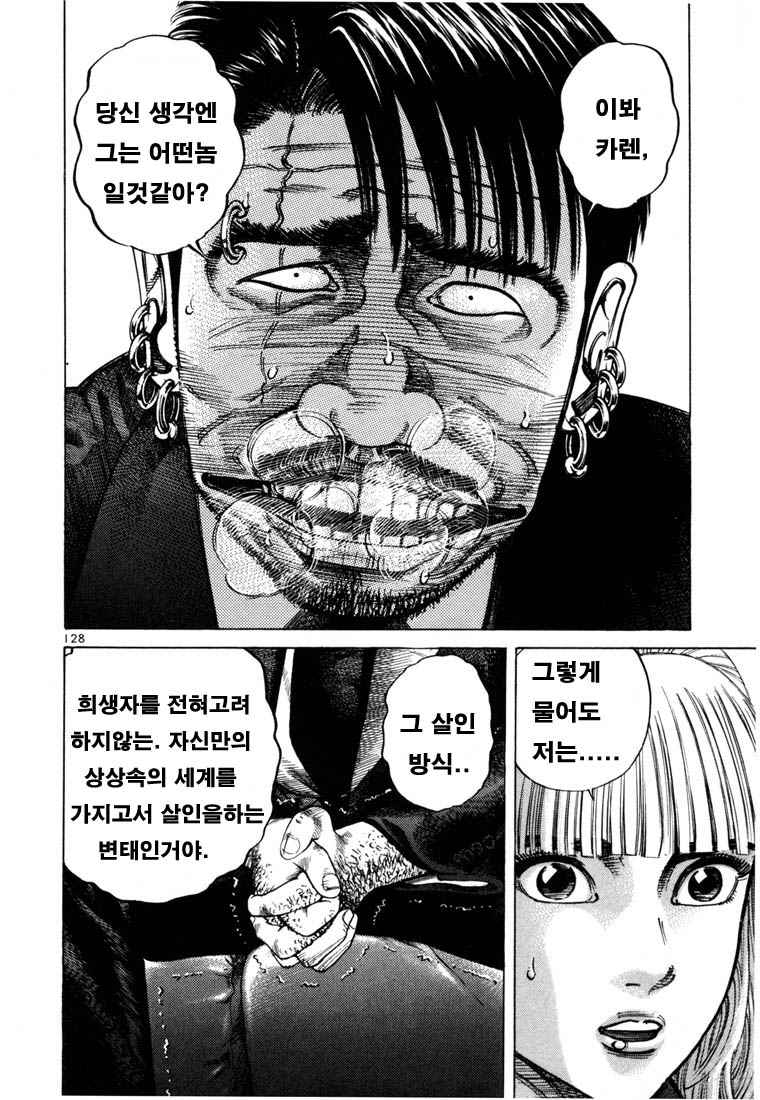 이봐
카렌,
당신 생각엔
그는 어떤놈
일것같아?
128
그렇게
물어도
저는.....
그 살인
방식..
희생자를 전혀고려
하지않는. 자신만의
상상속의 세계를
가지고서 살인을하는
변태인거야.